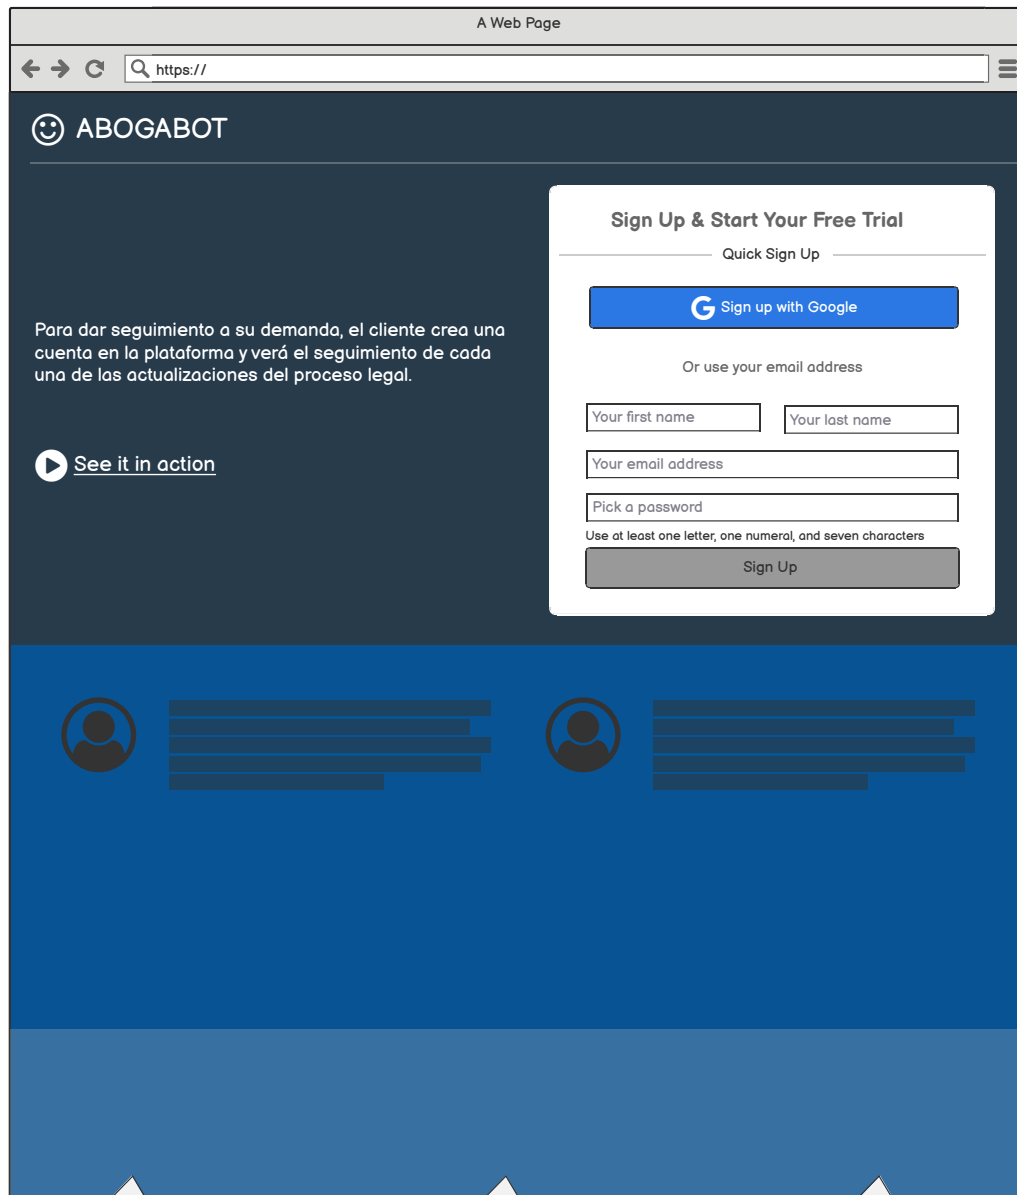 A Web Page
https://
ABOGABOT
Sign Up & Start Your Free Trial
Quick Sign Up
Sign up with Google
Para dar seguimiento a su demanda, el cliente crea una
cuenta en la plataforma y verá el seguimiento de cada
una de las actualizaciones del proceso legal.
See it in action
Or use your email address
Your first name
Your last name
Your email address
Pick a password
Use at least one letter, one numeral, and seven characters
Sign Up